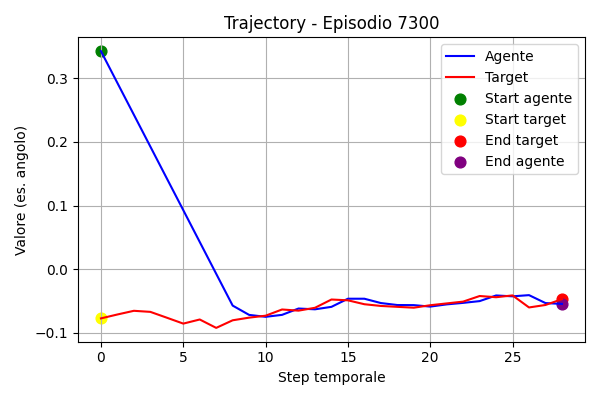 Trajectory - Episodio 7300
Valore (es. angolo)
0.3
0.2
0.1
0.0
−0.1
0
5
10
15
20
25
Step temporale
Agente
Target
Start agente
Start target
End target
End agente